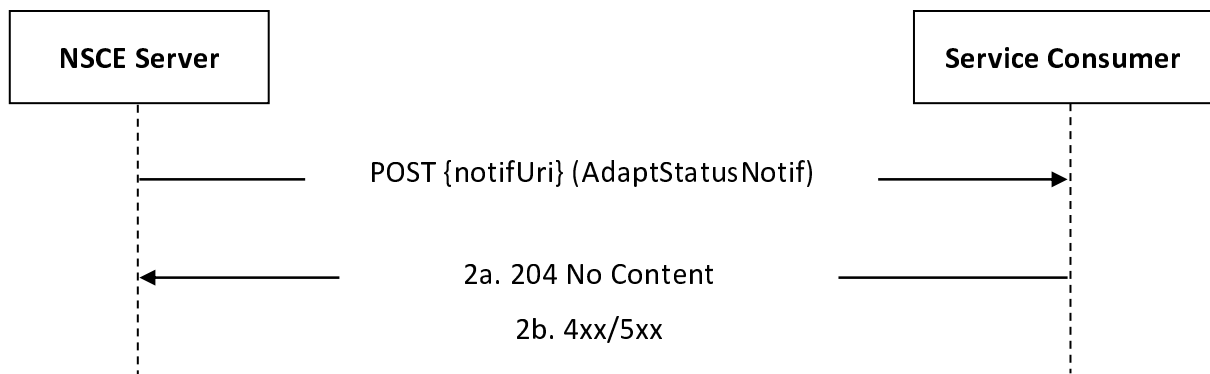 NSCE Server
Service Consumer
POST {notifUri} (AdaptStatusNotif)
2a. 204 No Content
2b. 4xx/5xx